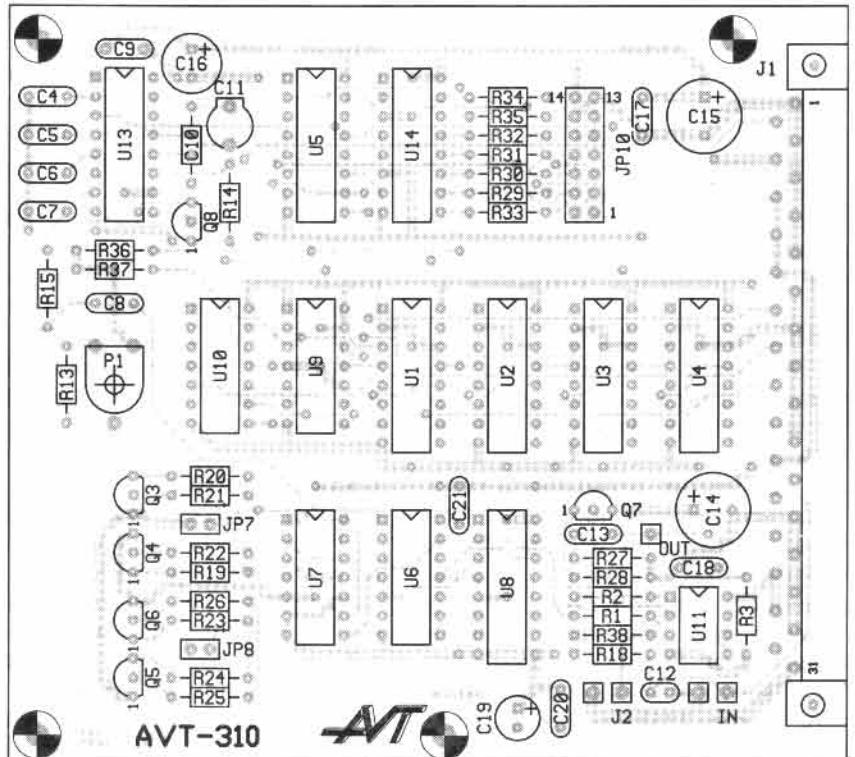 C9
C16
C11
J1
C4
U13
R34
14
13
1
C15
C17
R35
C5
C10
U5
U14
R32
R31
JP10
C6
R30
R14
R29
C7
Q8
R33
1
1
R36
R37
R15
C8
P1
R13
U10
U9
U1
U2
U3
U4
R20
Q3
R21
C21
1
Q7
C14
1
JP7
C13
OUT
Q4
R22
R27
C18
R19
R28
1
U7
U6
U8
R2
R26
R1
U11
R3
Q6
R23
R38
1
JP8
R18
31
Q5
R24
C12
1
R25
C19
C20
J2
IN
AVT-310
AVT